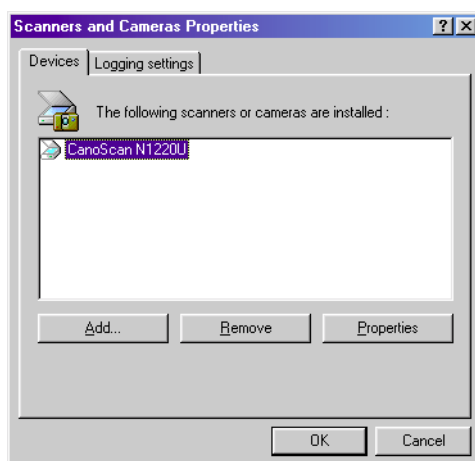 Scanners and Cameras Properties
Devices
Logging settings
The following scanners or cameras are installed :
CanoScan N1220U
Add...
Remove
Properties
OK
Cancel